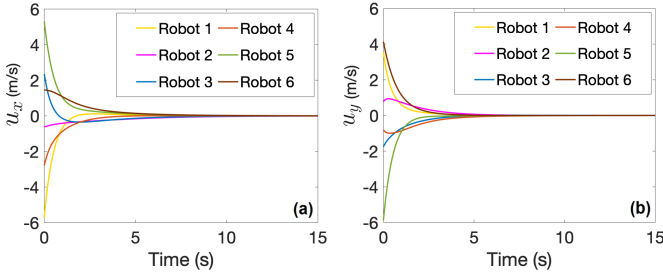 6
4
2
0
-2
-4
-6
u_x (m/s)
Robot 1 Robot 4
Robot 2 Robot 5
Robot 3 Robot 6
(a)
0 5 10 15
Time (s)
6
4
2
0
-2
-4
-6
u_y (m/s)
Robot 1 Robot 4
Robot 2 Robot 5
Robot 3 Robot 6
(b)
0 5 10 15
Time (s)